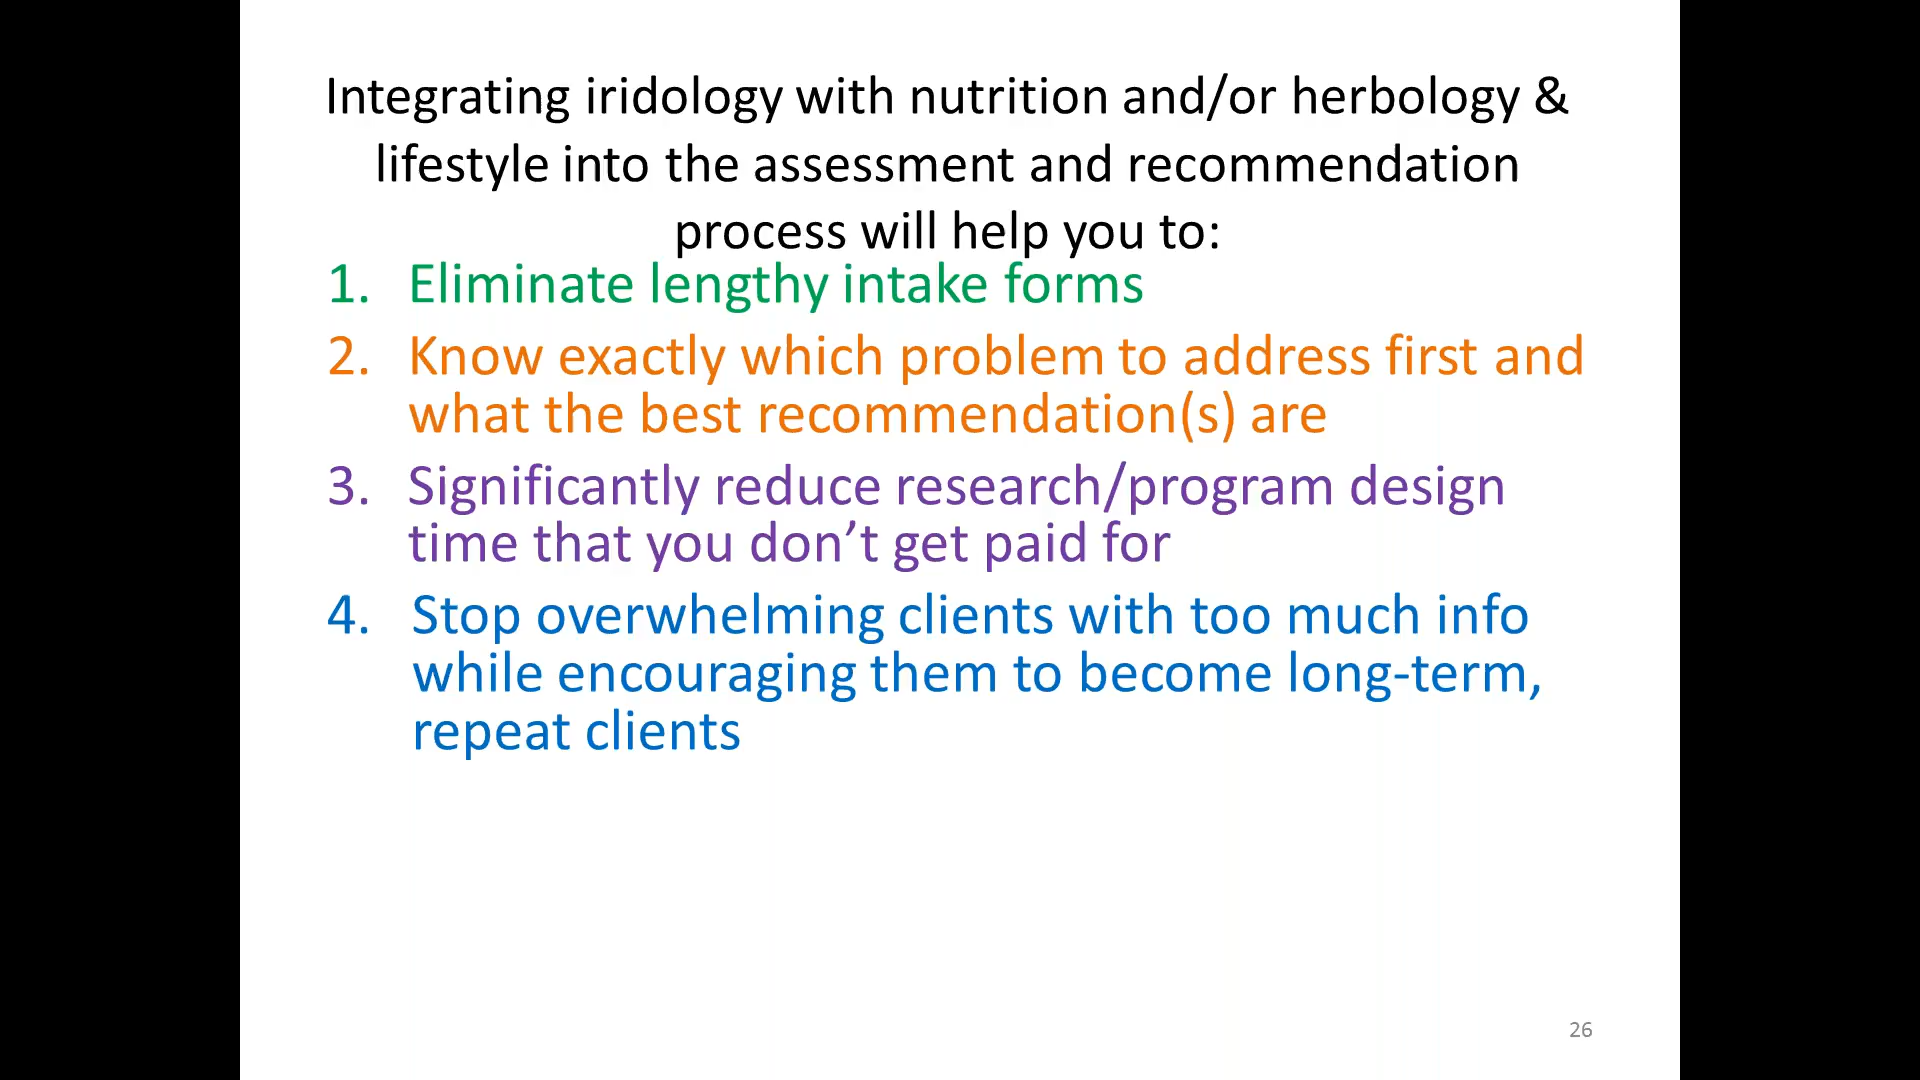 Integrating iridology with nutrition and/or herbology &
lifestyle into the assessment and recommendation
process will help you to:
1. Eliminate lengthy intake forms
2. Know exactly which problem to address first and
what the best recommendation(s) are
3. Significantly reduce research/program design
time that you don’t get paid for
4. Stop overwhelming clients with too much info
while encouraging them to become long-term,
repeat clients
26